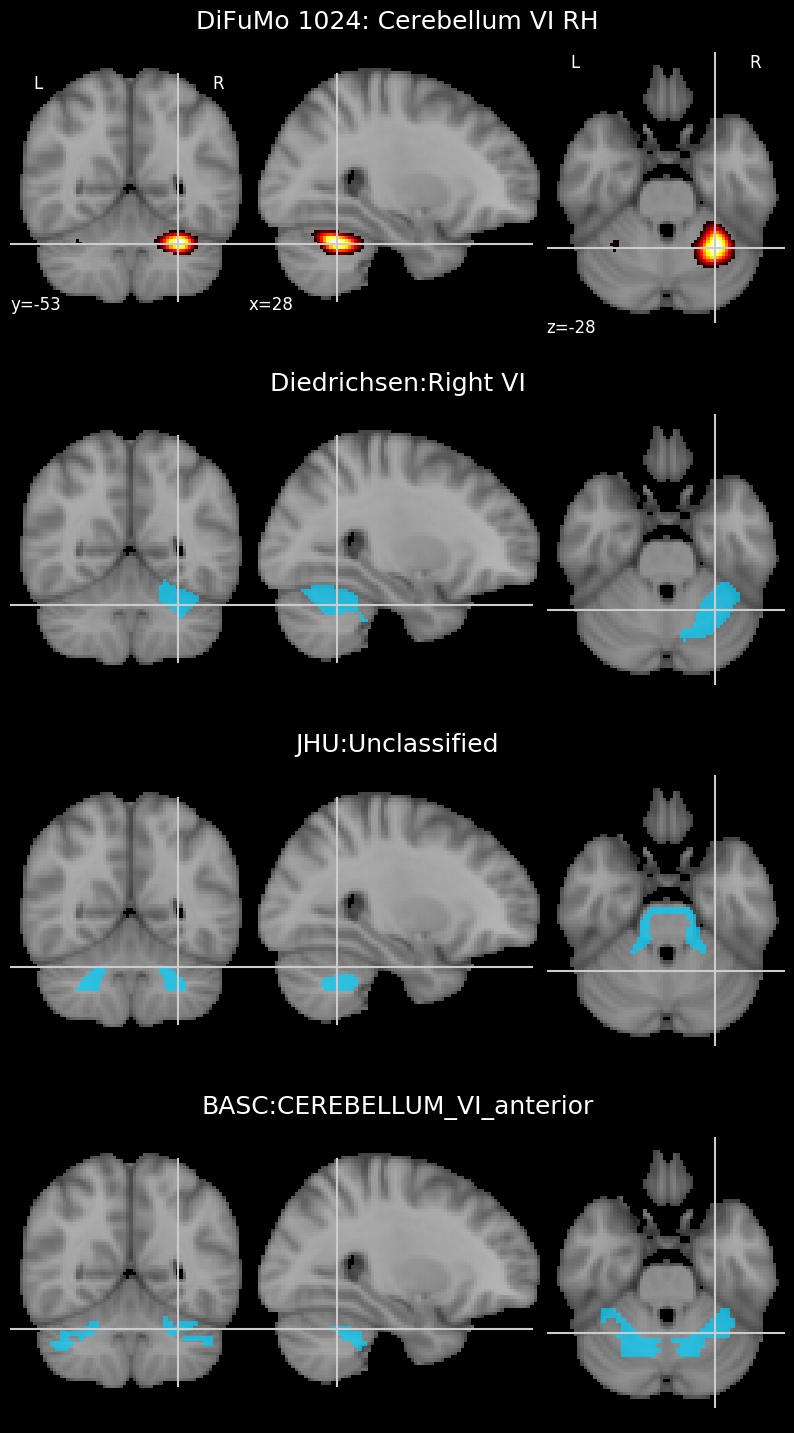 DiFuMo 1024: Cerebellum VI RH
L R L R
y=-53 x=28 z=-28
Diedrichsen:Right VI
JHU:Unclassified
BASC:CEREBELLUM_VI_anterior